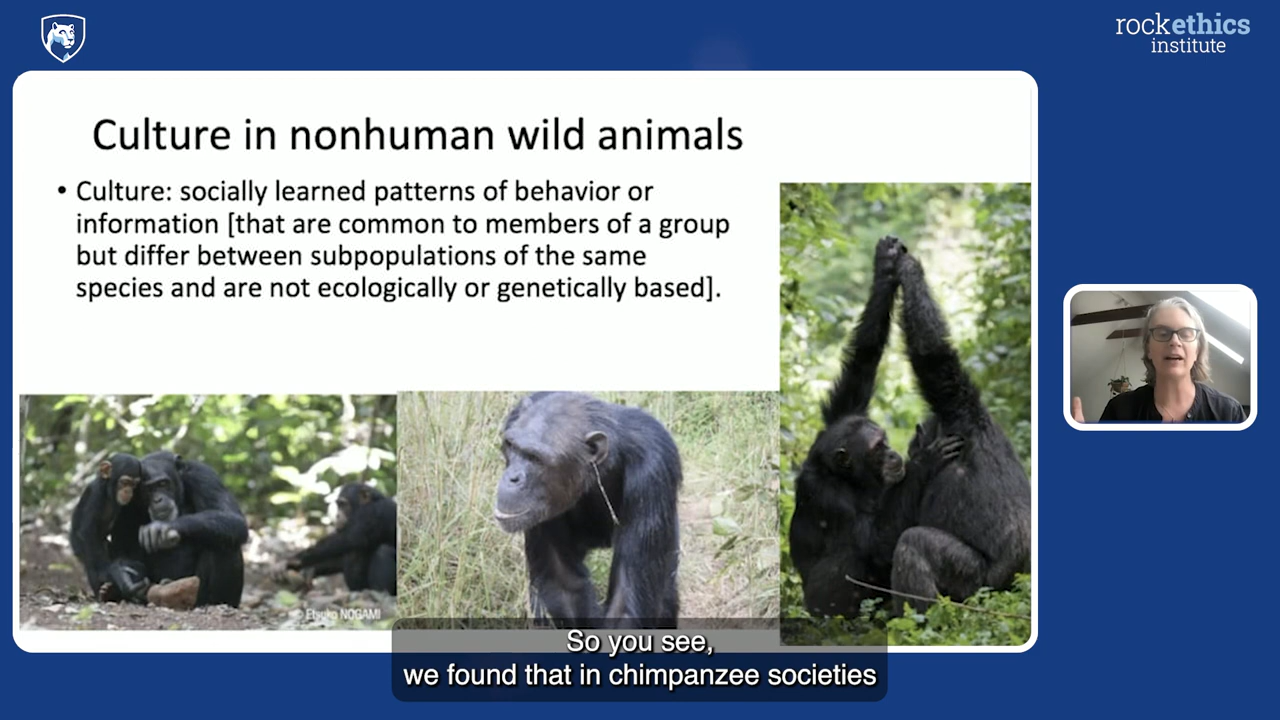 rockethics
institute
Culture in nonhuman wild animals
• Culture: socially learned patterns of behavior or
information [that are common to members of a group
but differ between subpopulations of the same
species and are not ecologically or genetically based].
© Etsuko NOGAMI
So you see,
we found that in chimpanzee societies